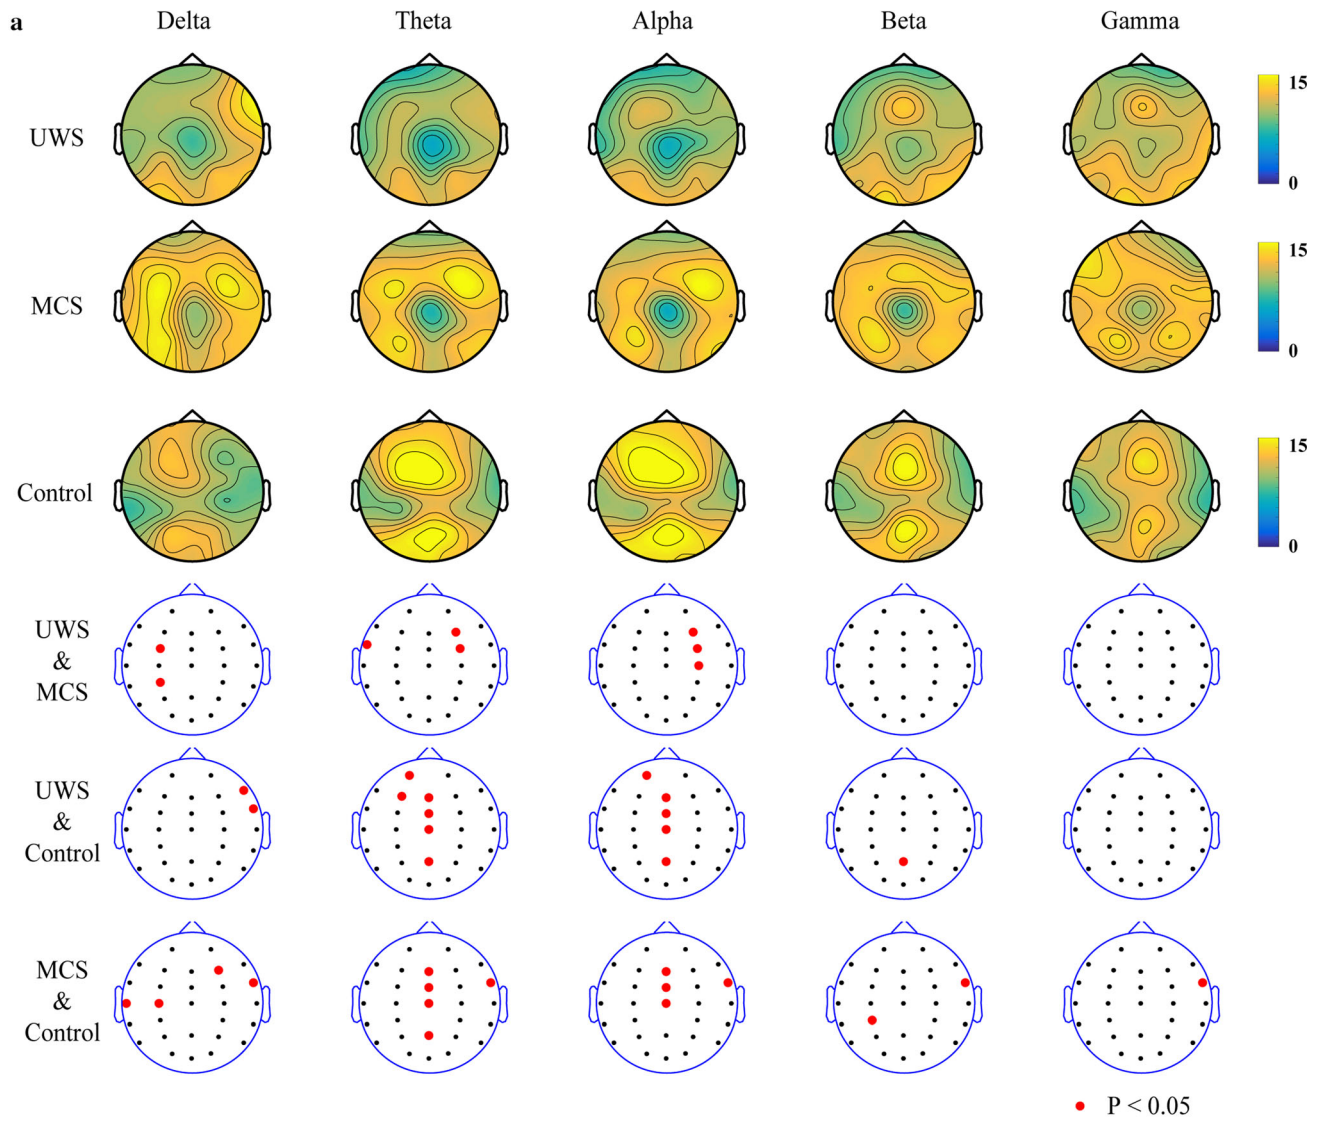 a Delta Theta Alpha Beta Gamma
UWS
15
0
MCS
15
0
Control
15
0
UWS
&
MCS
UWS
&
Control
MCS
&
Control
P < 0.05